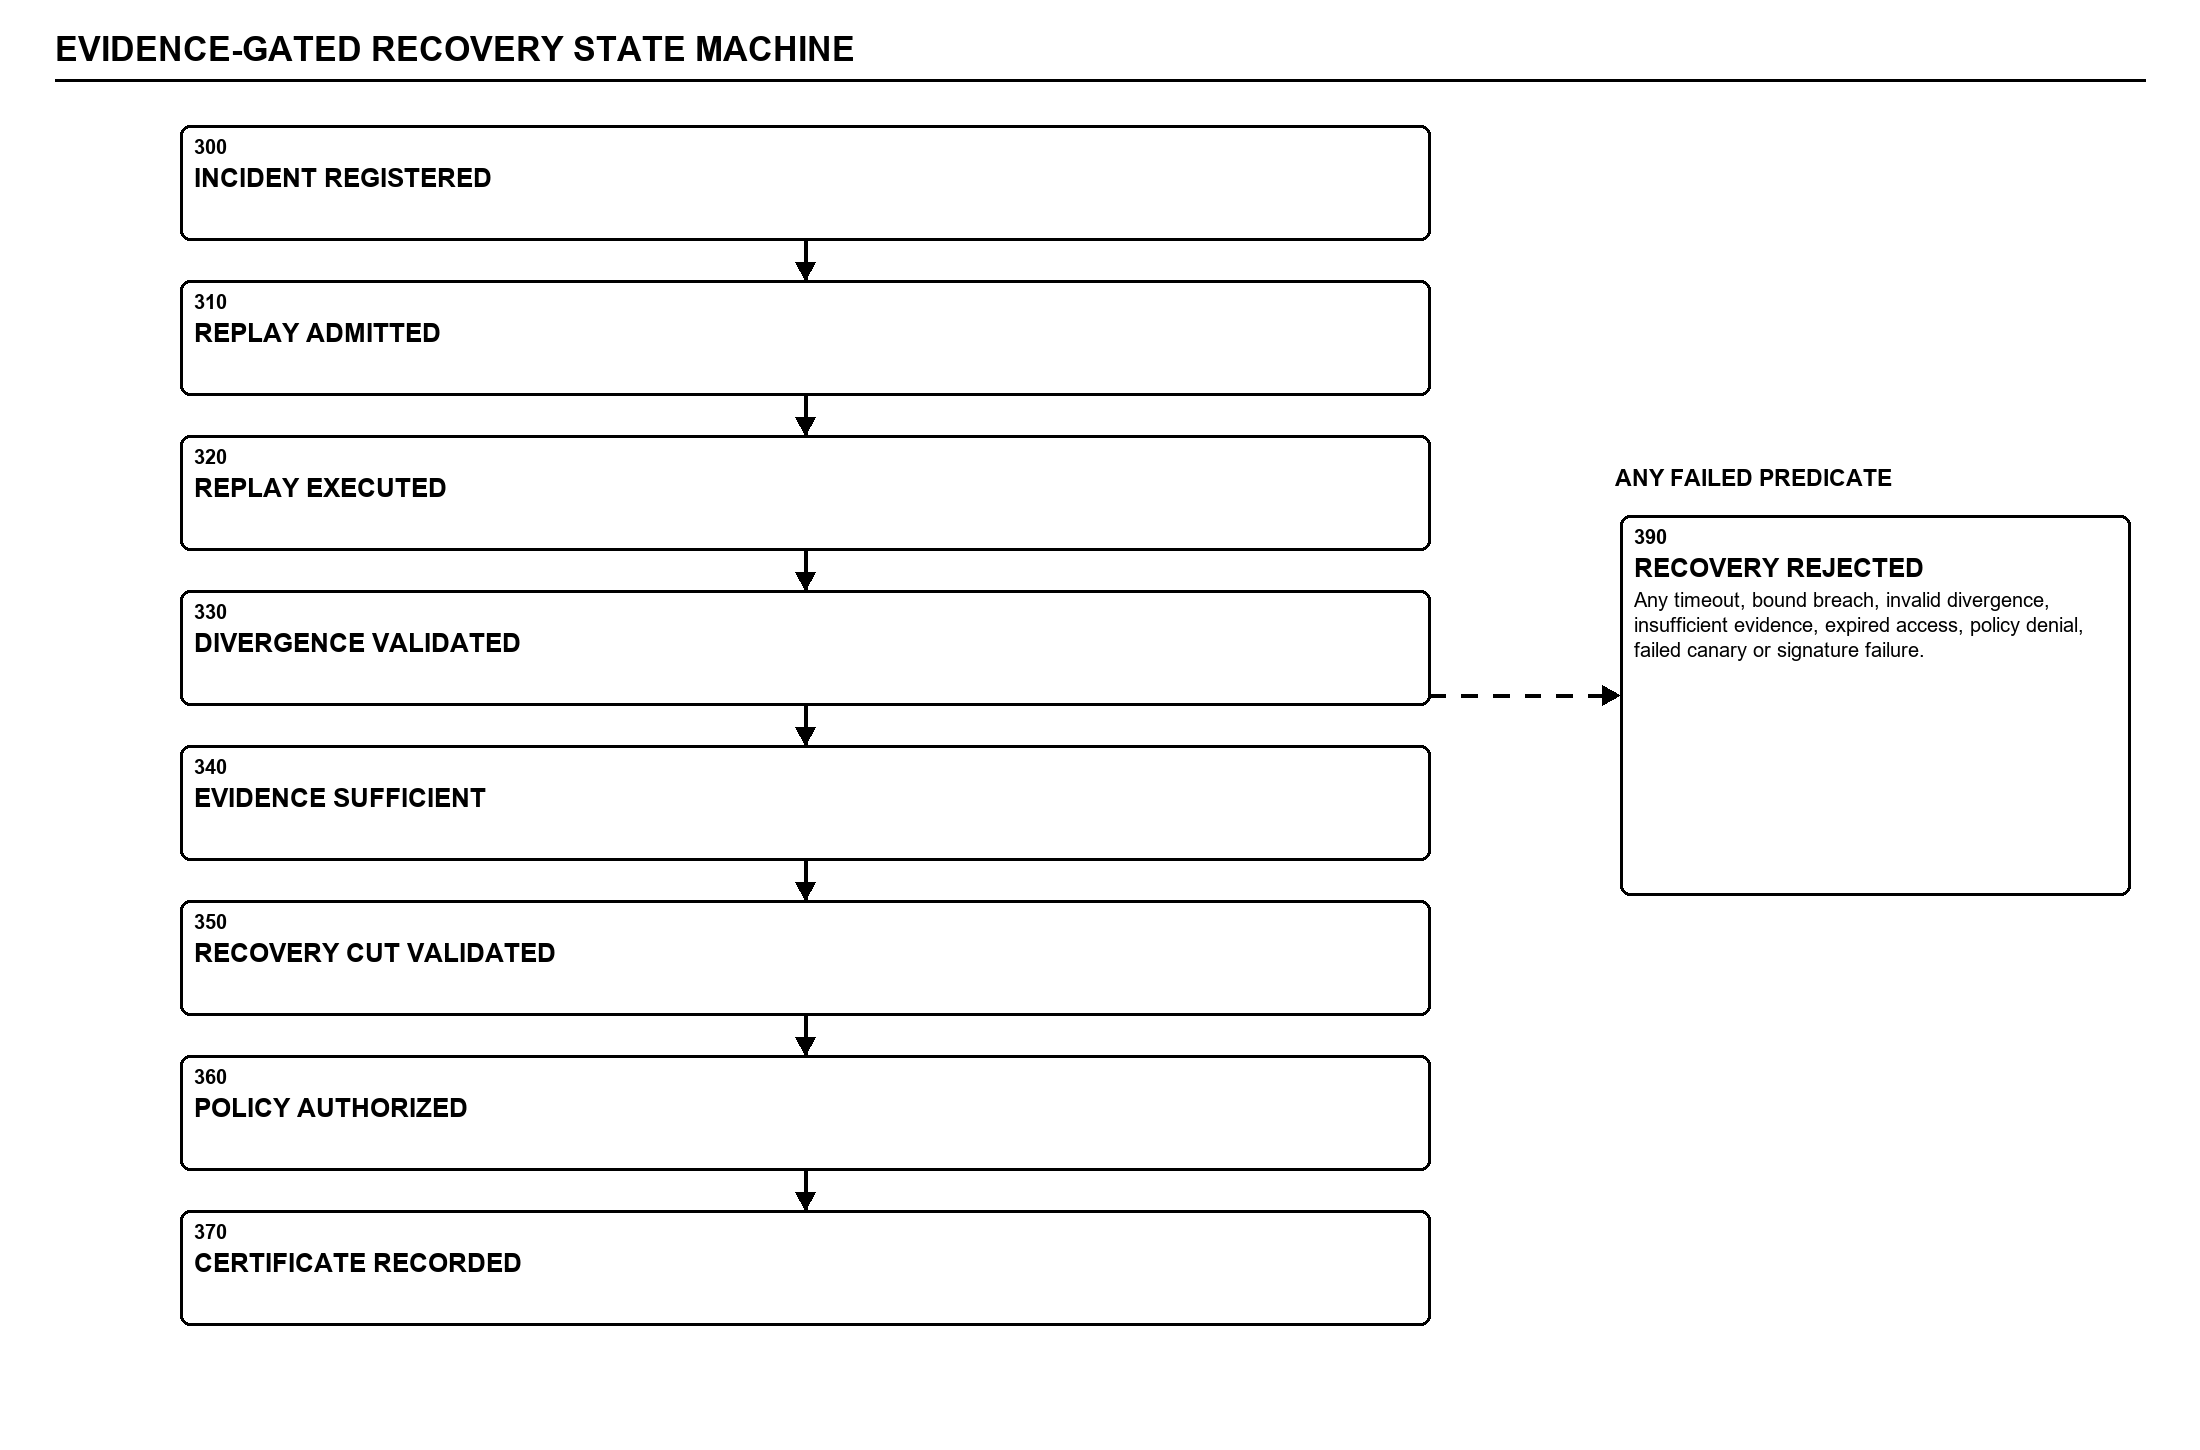 EVIDENCE-GATED RECOVERY STATE MACHINE
300
INCIDENT REGISTERED
310
REPLAY ADMITTED
320
REPLAY EXECUTED
330
DIVERGENCE VALIDATED
340
EVIDENCE SUFFICIENT
350
RECOVERY CUT VALIDATED
360
POLICY AUTHORIZED
370
CERTIFICATE RECORDED
ANY FAILED PREDICATE
390
RECOVERY REJECTED
Any timeout, bound breach, invalid divergence,
insufficient evidence, expired access, policy denial,
failed canary or signature failure.